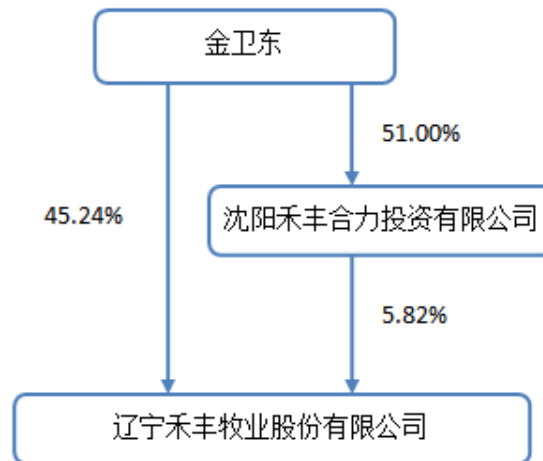 金卫东
51.00%
45.24%
沈阳禾丰合力投资有限公司
5.82%
辽宁禾丰牧业股份有限公司